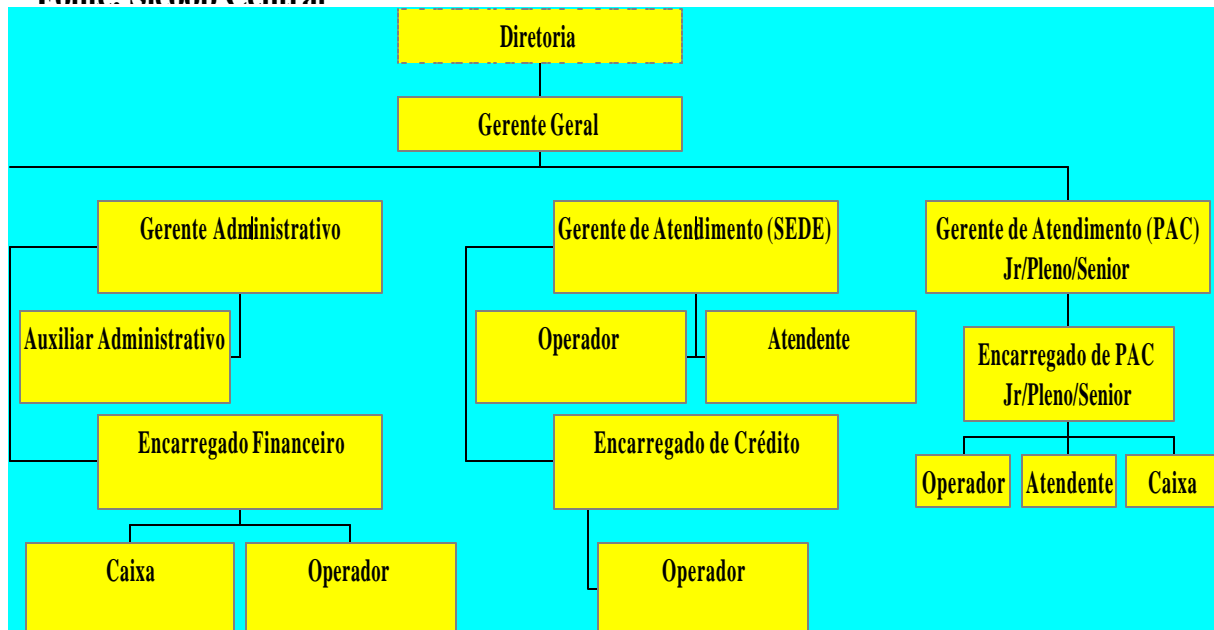 Diretoria
Gerente Geral
Gerente Administrativo
Gerente de Atendimento (SEDE)
Gerente de Atendimento (PAC)
Jr/Pleno/Senior
Auxiliar Administrativo
Operador
Atendente
Encarregado de PAC
Jr/Pleno/Senior
Encarregado Financeiro
Encarregado de Crédito
Operador
Atendente
Caixa
Caixa
Operador
Operador